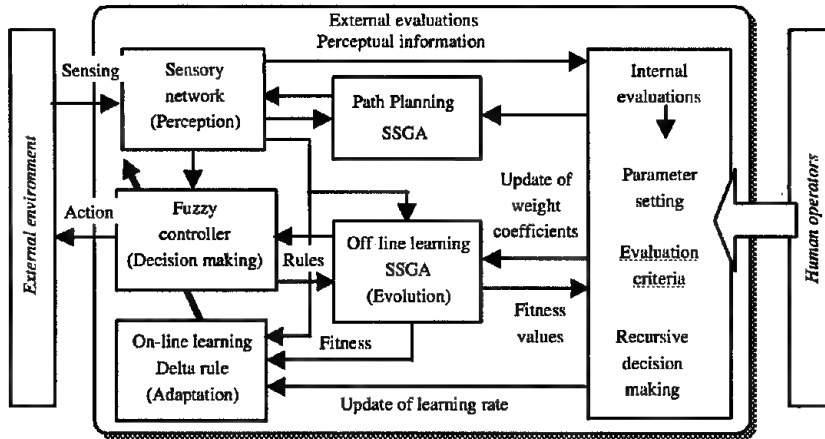 External evaluations
Perceptual information
External environment
Sensing
Sensory
network
(Perception)
Path Planning
SSGA
Internal
evaluations
Parameter
setting
Evaluation
criteria
Recursive
decision
making
Human operators
Action
Fuzzy
controller
(Decision making)
Rules
Off-line learning
SSGA
(Evolution)
Update of
weight
coefficients
Fitness
values
On-line learning
Delta rule
(Adaptation)
Fitness
Update of learning rate